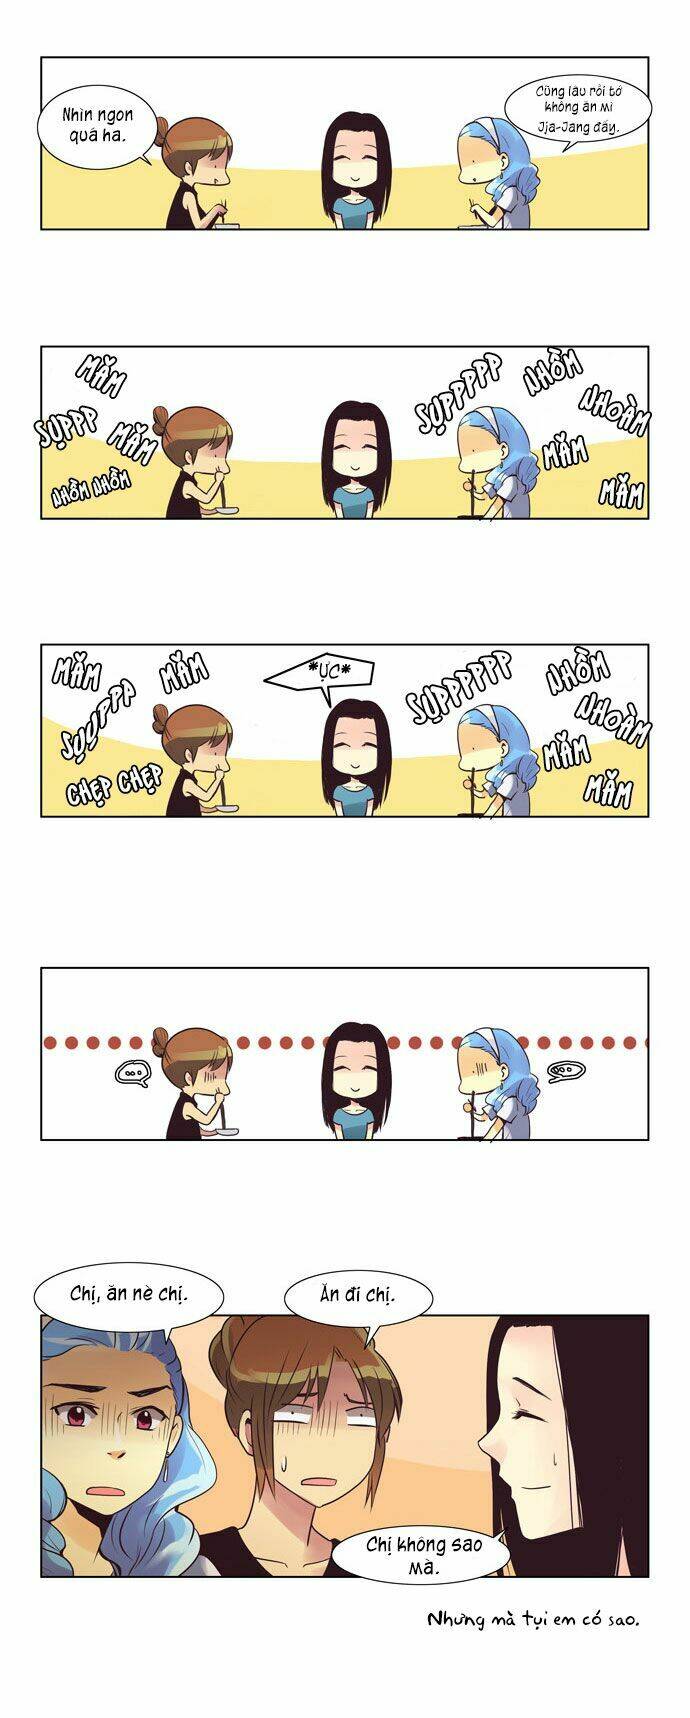 Nhìn ngon
quá ha.
Cũng lâu rồi tớ
không ăn mì
Jja-Jang đấy.
MĂM
SỤPPP
MĂM
NHỒM NHỒM
SỤPPPPP
NHỒM
NHOÀM
MĂM
MĂM
MĂM
MĂM
SỤUPPP
CHẸP CHẸP
*ỰC*
SỤPPPPPP
NHỒM
NHOÀM
MĂM
MĂM
...
...
Chị, ăn nè chị.
Ăn đi chị.
Chị không sao
mà.
Nhưng mà tụi em có sao.